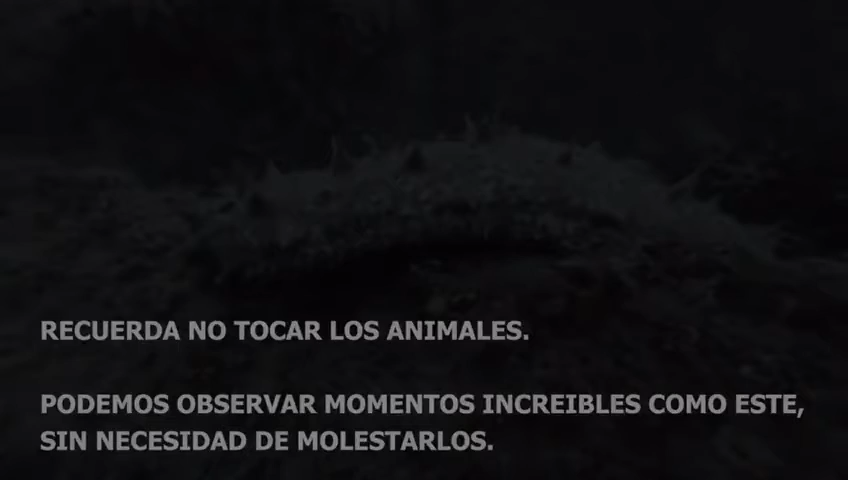 RECUERDA NO TOCAR LOS ANIMALES.
PODEMOS OBSERVAR MOMENTOS INCREIBLES COMO ESTE,
SIN NECESIDAD DE MOLESTARLOS.